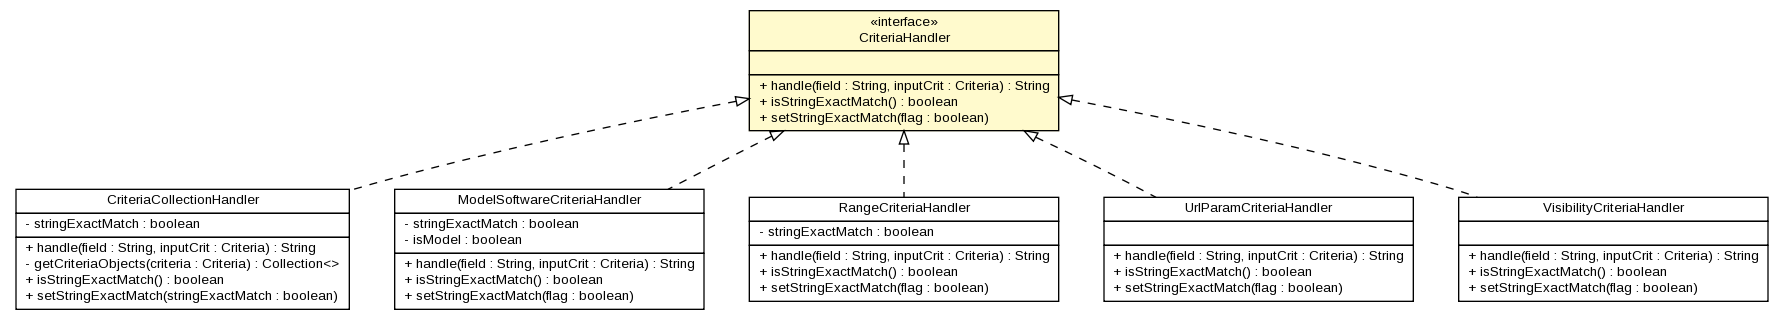 «interface»
CriteriaHandler
+ handle(field : String, inputCrit : Criteria) : String
+ isStringExactMatch() : boolean
+ setStringExactMatch(flag : boolean)
CriteriaCollectionHandler
- stringExactMatch : boolean
+ handle(field : String, inputCrit : Criteria) : String
- getCriteriaObjects(criteria : Criteria) : Collection<>
+ isStringExactMatch() : boolean
+ setStringExactMatch(stringExactMatch : boolean)
ModelSoftwareCriteriaHandler
- stringExactMatch : boolean
- isModel : boolean
+ handle(field : String, inputCrit : Criteria) : String
+ isStringExactMatch() : boolean
+ setStringExactMatch(flag : boolean)
RangeCriteriaHandler
- stringExactMatch : boolean
+ handle(field : String, inputCrit : Criteria) : String
+ isStringExactMatch() : boolean
+ setStringExactMatch(flag : boolean)
UrlParamCriteriaHandler
+ handle(field : String, inputCrit : Criteria) : String
+ isStringExactMatch() : boolean
+ setStringExactMatch(flag : boolean)
VisibilityCriteriaHandler
+ handle(field : String, inputCrit : Criteria) : String
+ isStringExactMatch() : boolean
+ setStringExactMatch(flag : boolean)